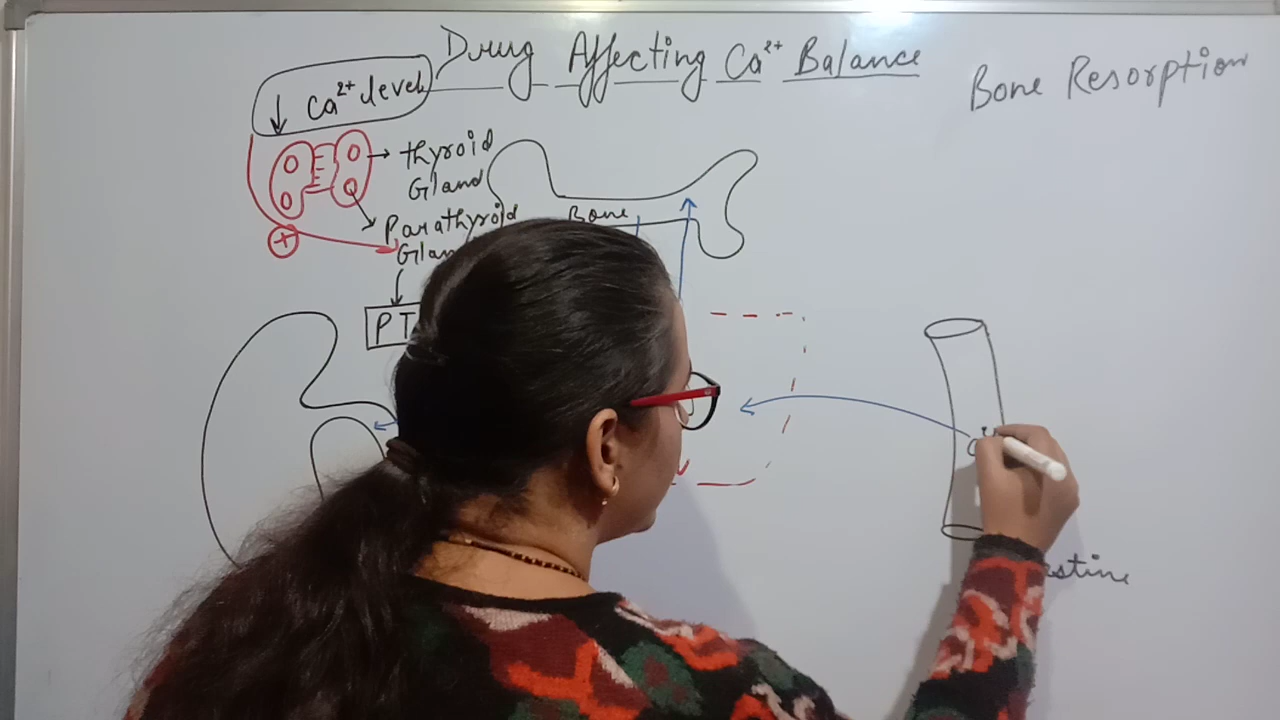 Drug Affecting Ca²⁺ Balance
Bone Resorption
↓ Ca²⁺ level
→ thyroid
Gland
Parathyroid
Bone
+